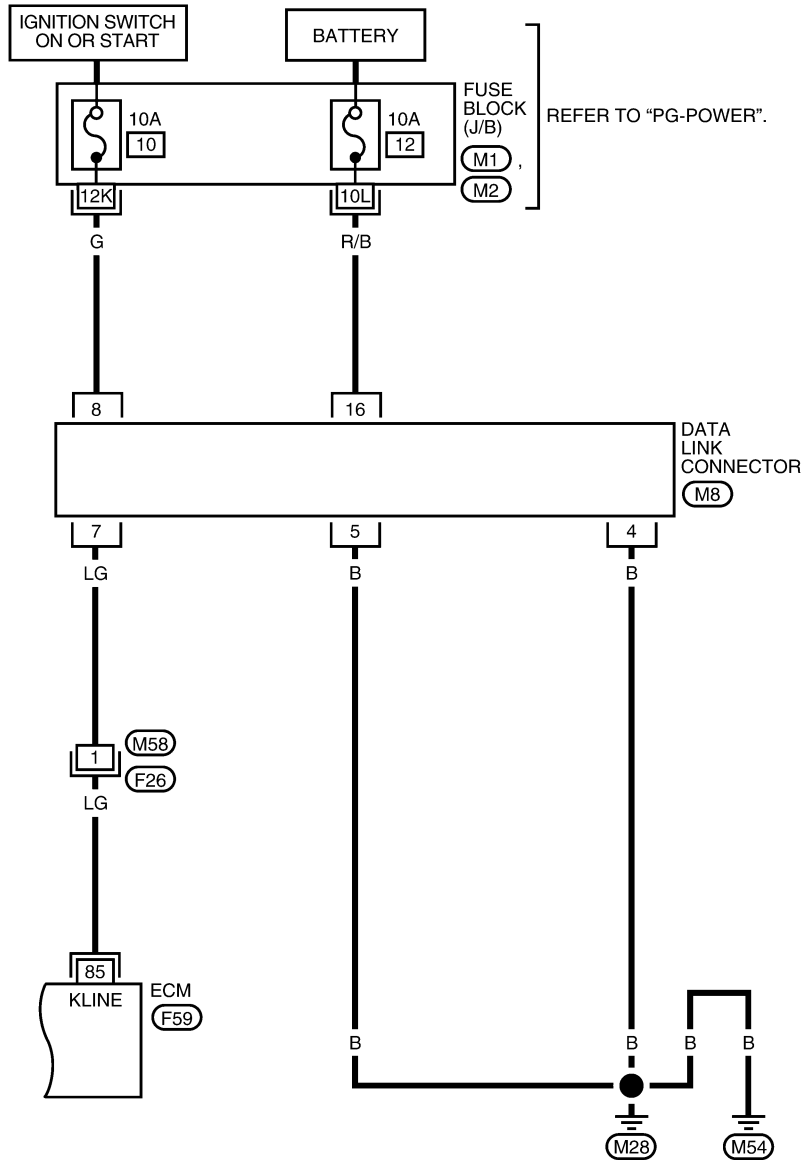 IGNITION SWITCH
ON OR START
BATTERY
FUSE
BLOCK
(J/B)
REFER TO “PG-POWER”.
10A
10
10A
12
M1 ,
M2
12K
10L
G
R/B
8
16
DATA
LINK
CONNECTOR
M8
7
5
4
LG
B
B
1
M58
F26
LG
85
KLINE
ECM
F59
B
B
B
B
M28
M54